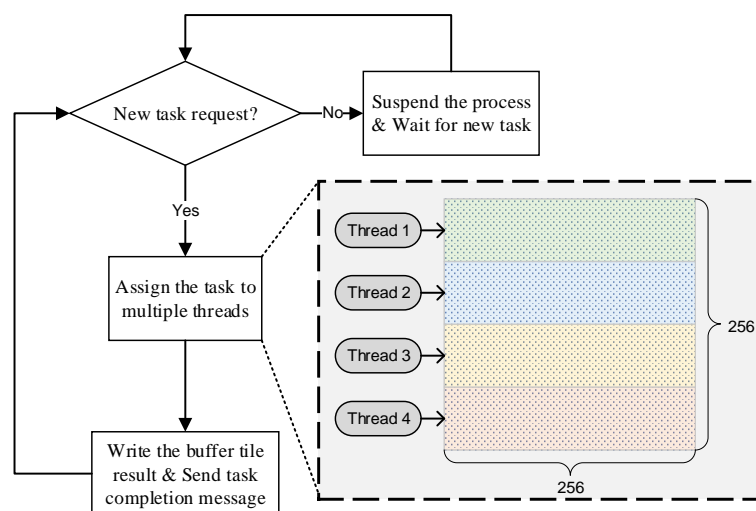 New task request?
No
Suspend the process
& Wait for new task
Yes
Assign the task to
multiple threads
Write the buffer tile
result & Send task
completion message
Thread 1
Thread 2
Thread 3
Thread 4
256
256